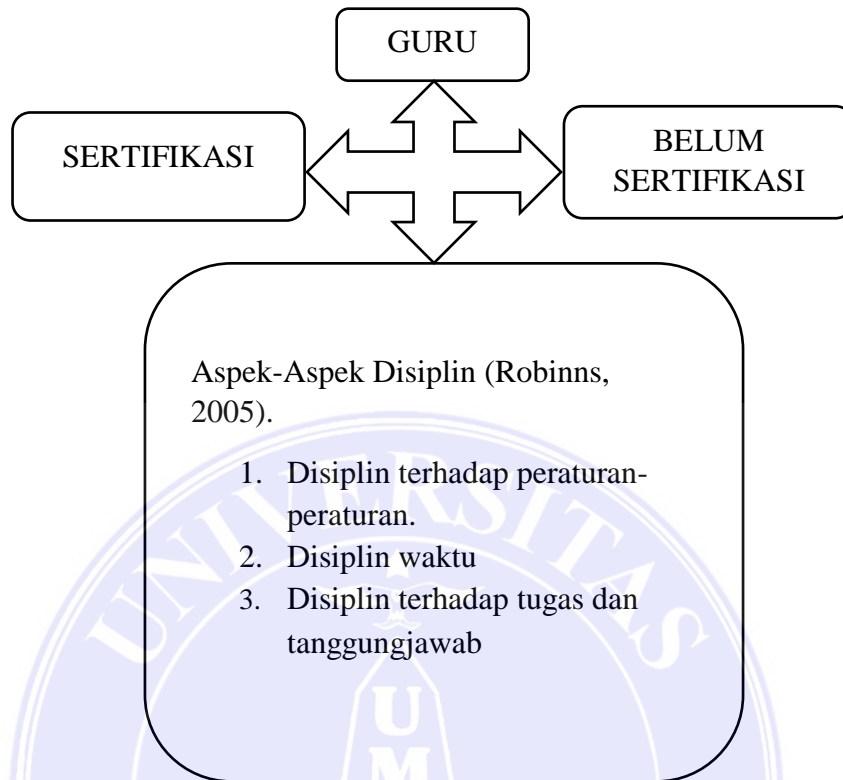 GURU
SERTIFIKASI
BELUM
SERTIFIKASI
Aspek-Aspek Disiplin (Robinns,
2005).
1. Disiplin terhadap peraturan-
peraturan.
2. Disiplin waktu
3. Disiplin terhadap tugas dan
tanggungjawab
UNIVERSITAS
U
M